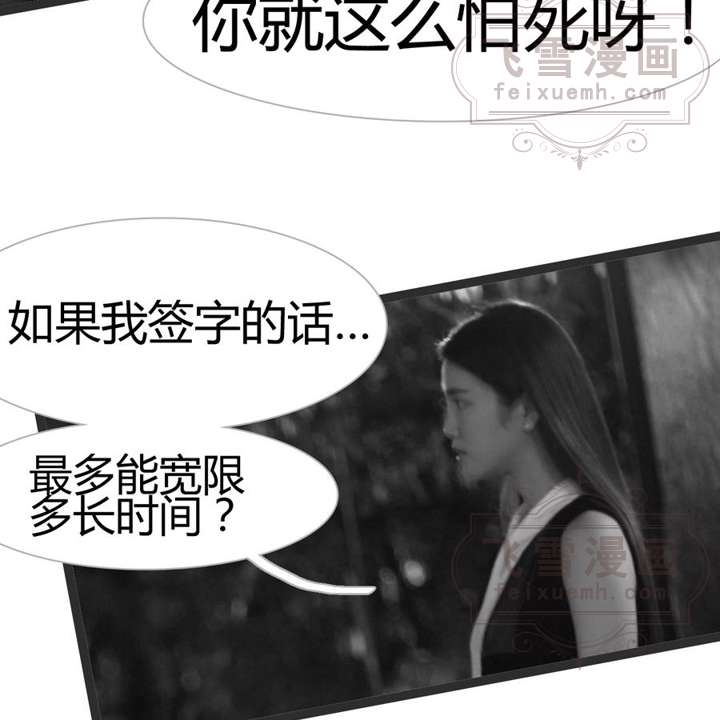 你就这么怕死呀！
飞雪漫画
feixuemh.com
如果我签字的话...
最多能宽限
多长时间？
飞雪漫画
feixuemh.com